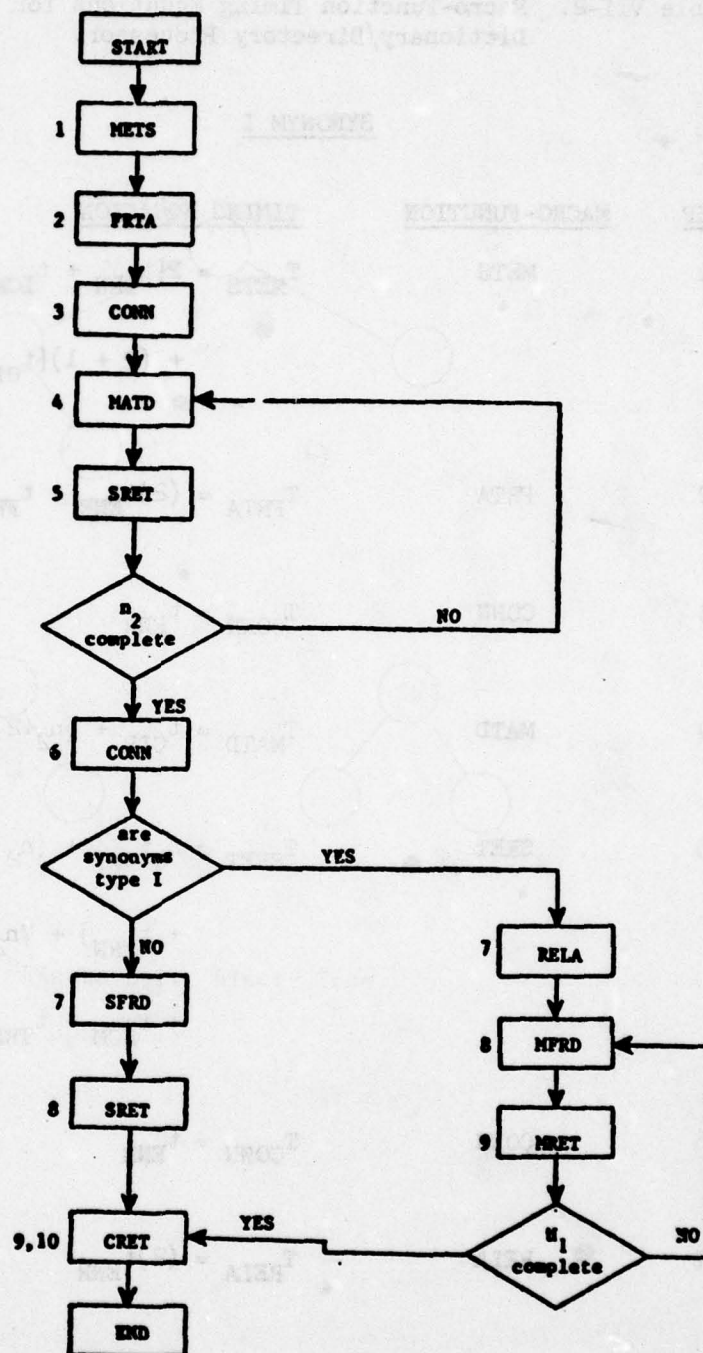 START
1 METS
2 FRTA
3 CONN
4 MATD
5 SRET
n2
complete
NO
YES
6 CONN
are
synonyms
type I
YES
NO
7 RELA
7 SFRD
8 MFRD
8 SRET
9 MRET
9,10 CRET
YES
M1
complete
NO
END